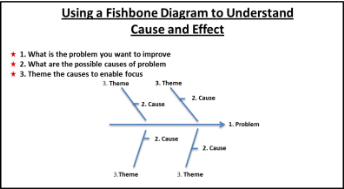 Using a Fishbone Diagram to Understand
Cause and Effect
★ 1. What is the problem you want to improve
★ 2. What are the possible causes of problem
★ 3. Theme the causes to enable focus
3. Theme 3. Theme
2. Cause
2. Cause
1. Problem
2. Cause
2. Cause
3.Theme 3. Theme